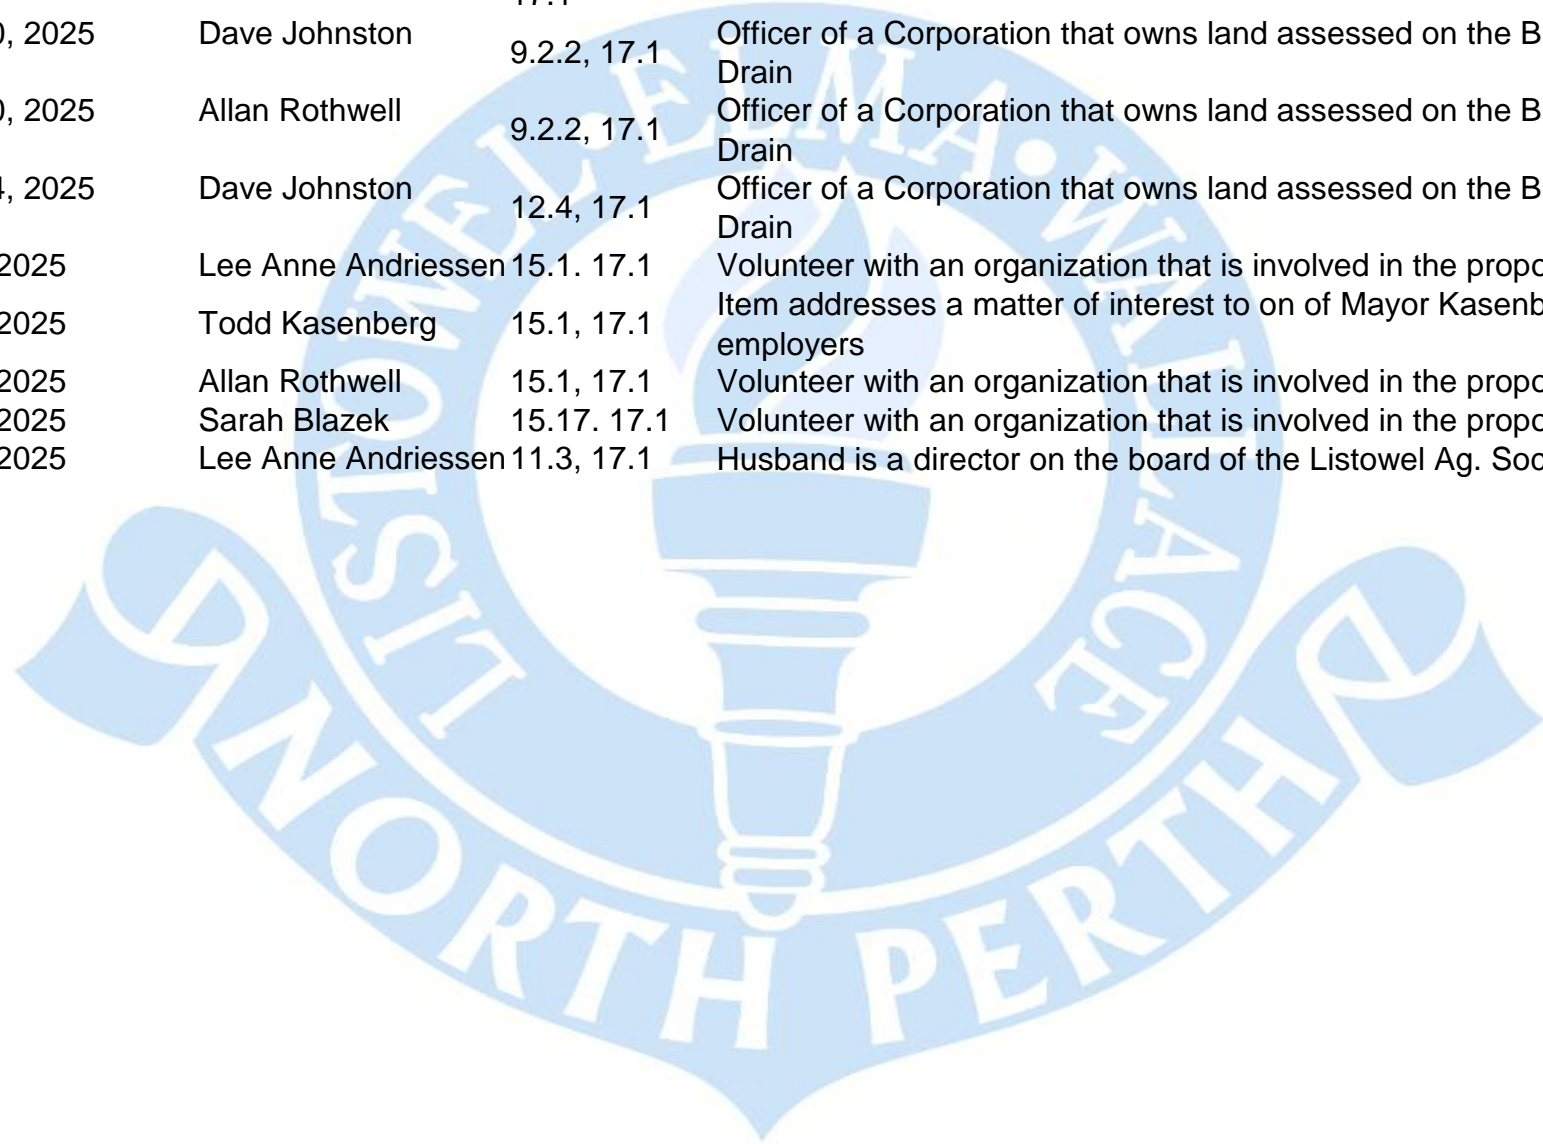 0, 2025 Dave Johnston 9.2.2, 17.1 Officer of a Corporation that owns land assessed on the B
Drain
0, 2025 Allan Rothwell 9.2.2, 17.1 Officer of a Corporation that owns land assessed on the B
Drain
4, 2025 Dave Johnston 12.4, 17.1 Officer of a Corporation that owns land assessed on the B
Drain
2025 Lee Anne Andriessen 15.1. 17.1 Volunteer with an organization that is involved in the propo
Item addresses a matter of interest to on of Mayor Kasenb
2025 Todd Kasenberg 15.1, 17.1
employers
2025 Allan Rothwell 15.1, 17.1 Volunteer with an organization that is involved in the propo
2025 Sarah Blazek 15.17. 17.1 Volunteer with an organization that is involved in the propo
2025 Lee Anne Andriessen 11.3, 17.1 Husband is a director on the board of the Listowel Ag. Soc
LISTOWEL • ELMA • WALLACE
NORTH PERTH